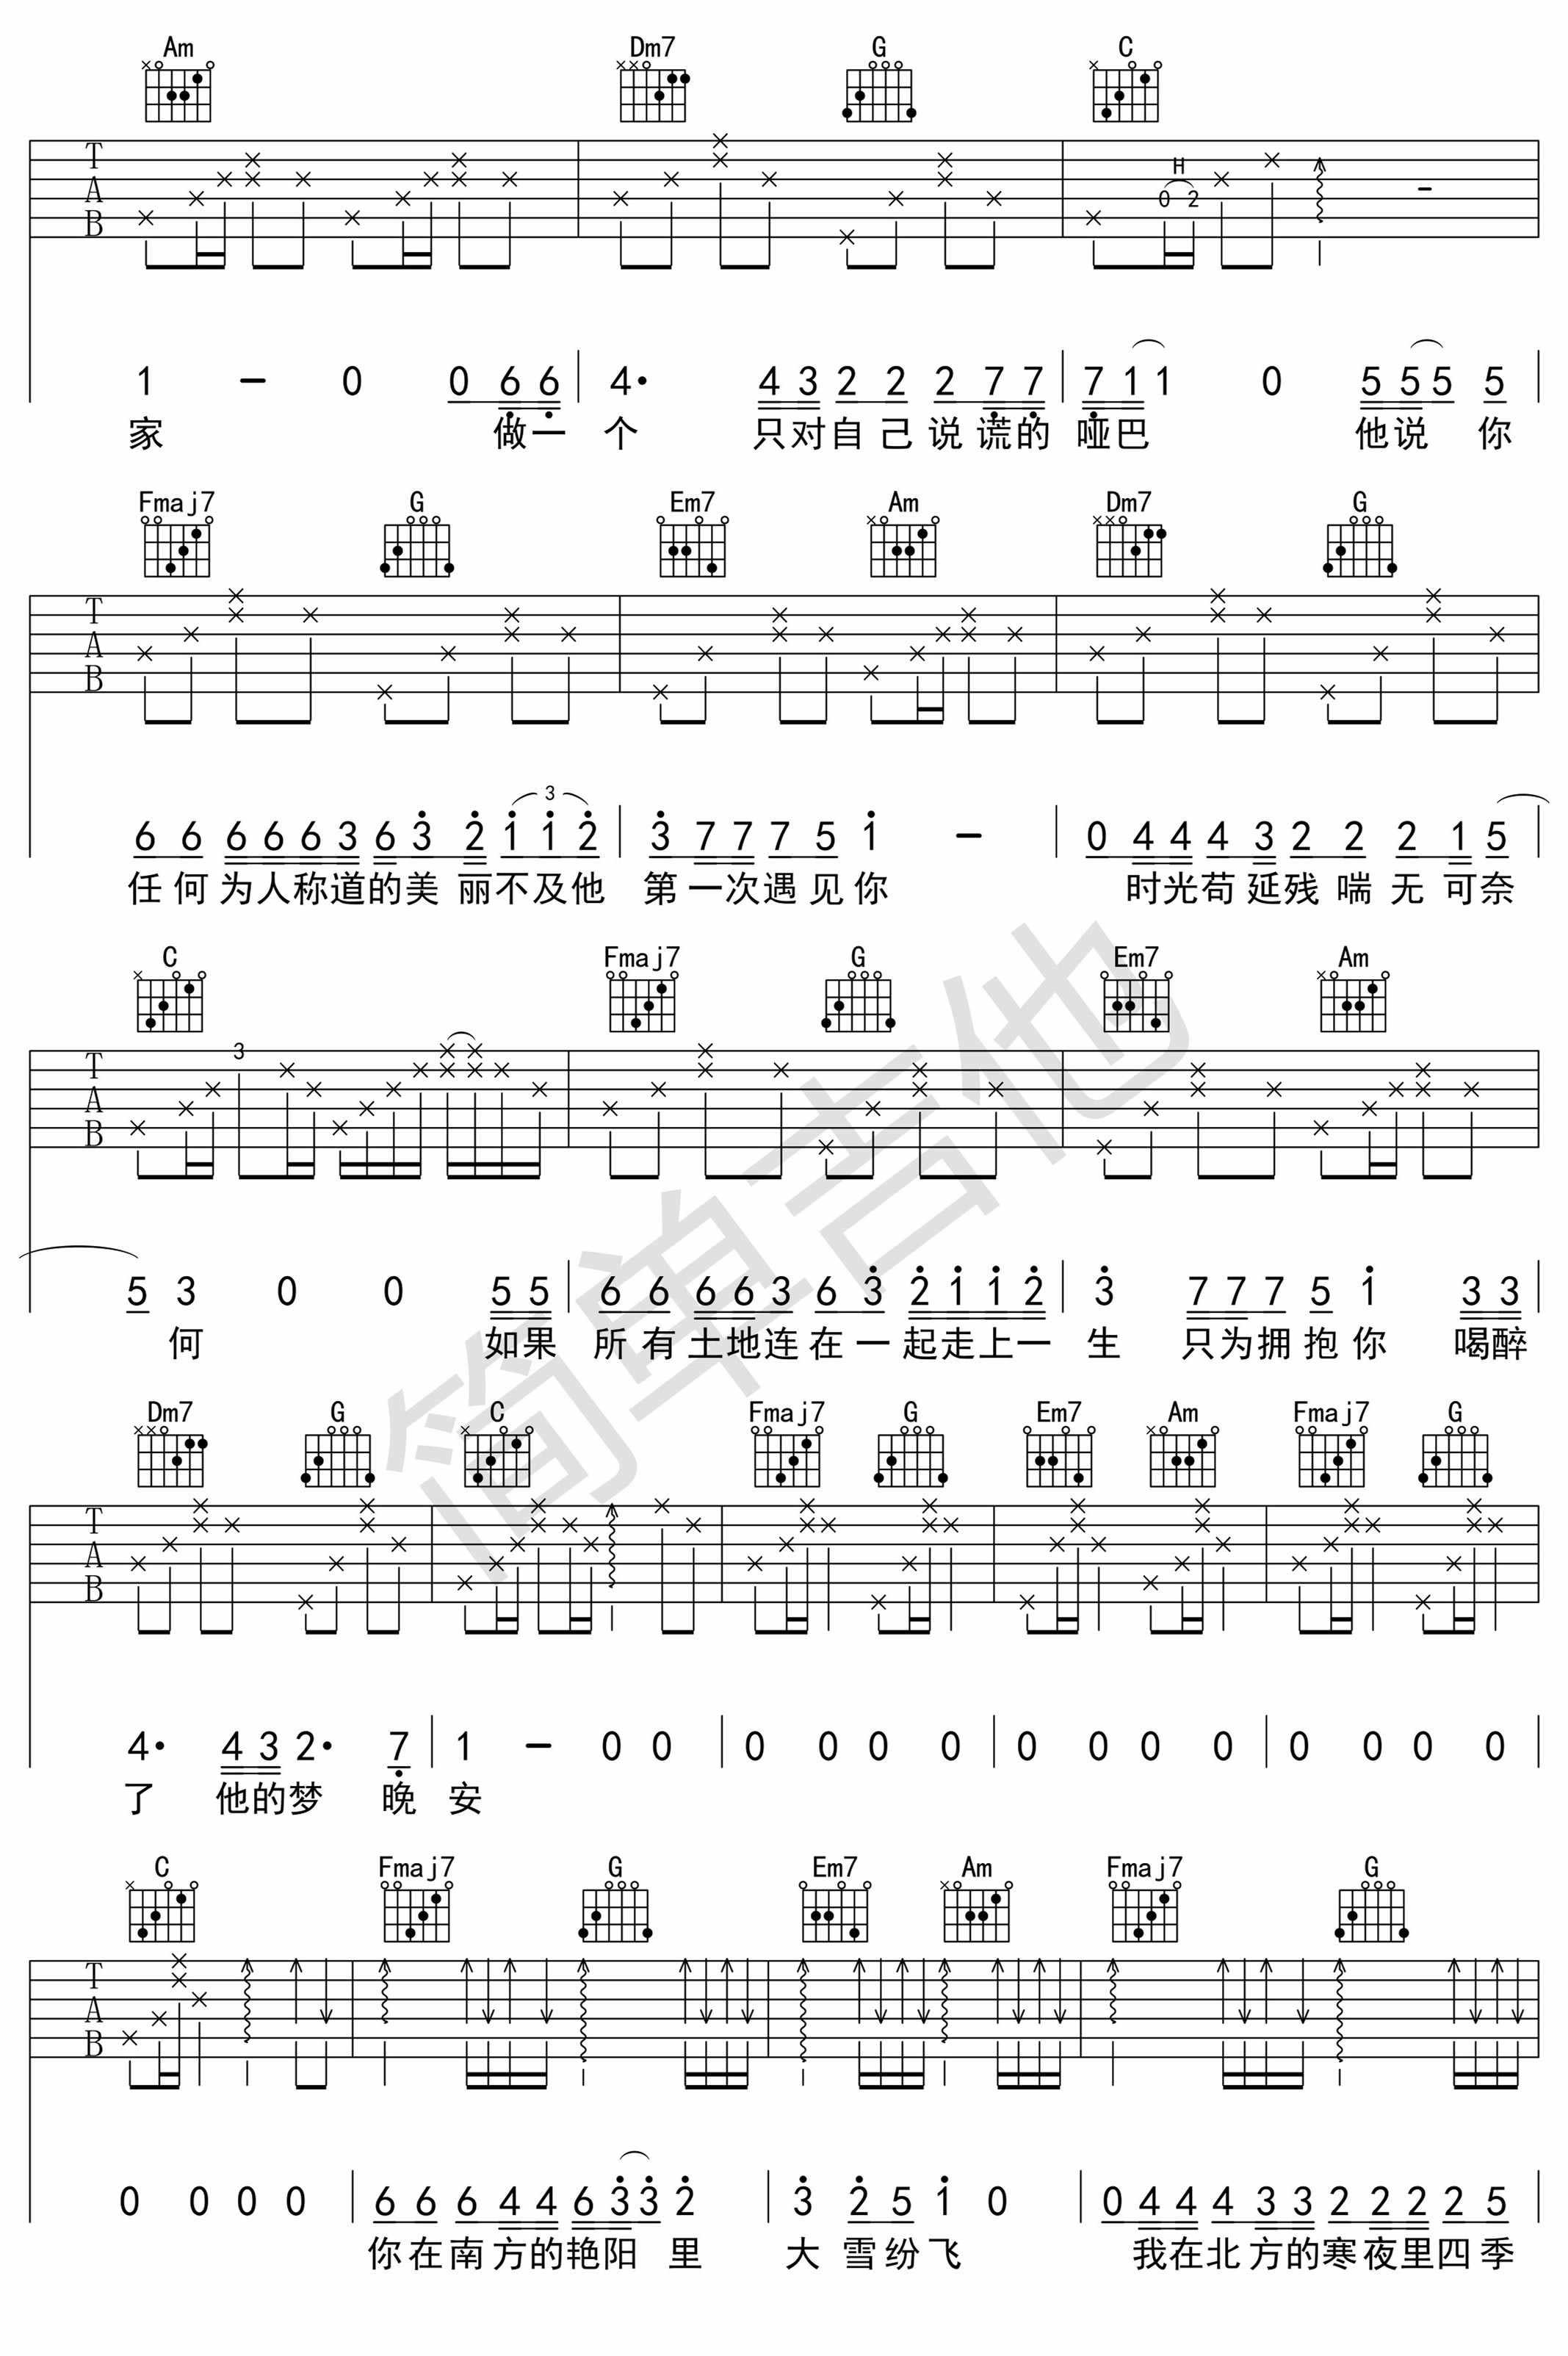 Am Dm7 G C
T A B H 0 2 -
1 - 0 0 6 6 4· 4 3 2 2 2 7 7 7 1 1 0 5 5 5 5
家 做一 个 只对自己说谎的 哑巴 他说 你
Fmaj7 G Em7 Am Dm7 G
T A B
6 6 6 6 6 3 6 3 2 1 1 2 3 7 7 7 5 1 - 0 4 4 4 3 2 2 2 1 5
3
任何为人称道的美 丽不及他 第一次遇见你 时光苟延残喘无可奈
C Fmaj7 G Em7 Am
T A B 3
5 3 0 0 5 5 6 6 6 6 3 6 3 2 1 1 2 3 7 7 7 5 1 3 3
何 如果 所有土地连在一起走上一 生 只为拥抱你 喝醉
Dm7 G C Fmaj7 G Em7 Am Fmaj7 G
T A B
4· 4 3 2· 7 1 - 0 0 0 0 0 0 0 0 0 0 0 0 0 0
了 他的梦 晚 安
C Fmaj7 G Em7 Am Fmaj7 G
T A B
0 0 0 0 6 6 6 4 4 6 3 3 2 3 2 5 1 0 0 4 4 4 3 3 2 2 2 2 5
你在南方的艳阳 里 大雪纷飞 我在北方的寒夜里四季
简单吉他